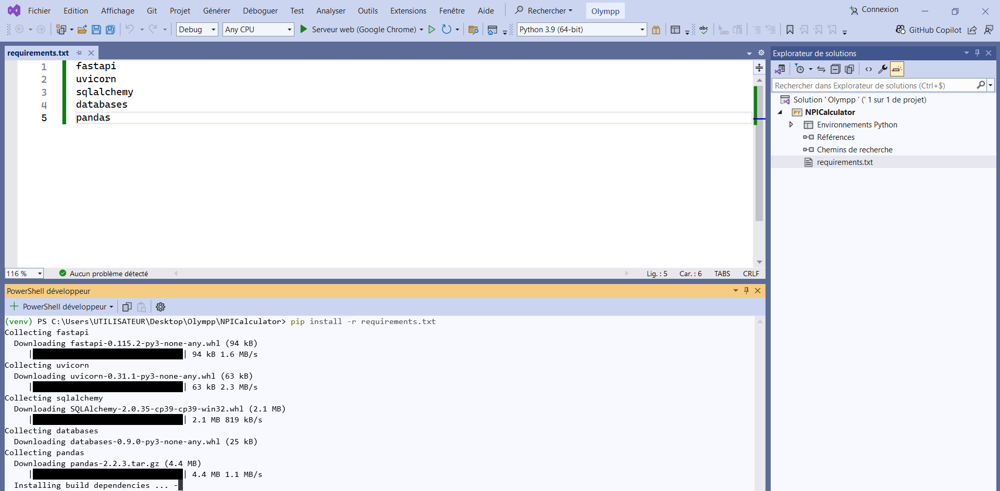 Fichier Edition Affichage Git Projet Générer Déboguer Test Analyser Outils Extensions Fenêtre Aide Rechercher Olympp Connexion
Debug Any CPU Serveur web (Google Chrome) Python 3.9 (64-bit) abc GitHub Copilot
requirements.txt
1 fastapi
2 uvicorn
3 sqlalchemy
4 databases
5 pandas
116 % Aucun problème détecté Lig. : 5 Car. : 6 TABS CRLF
PowerShell développeur
PowerShell développeur
(venv) PS C:\Users\UTILISATEUR\Desktop\Olympp\NPICalculator> pip install -r requirements.txt
Collecting fastapi
Downloading fastapi-0.115.2-py3-none-any.whl (94 kB)
| | 94 kB 1.6 MB/s
Collecting uvicorn
Downloading uvicorn-0.31.1-py3-none-any.whl (63 kB)
| | 63 kB 2.3 MB/s
Collecting sqlalchemy
Downloading SQLAlchemy-2.0.35-cp39-cp39-win32.whl (2.1 MB)
| | 2.1 MB 819 kB/s
Collecting databases
Downloading databases-0.9.0-py3-none-any.whl (25 kB)
Collecting pandas
Downloading pandas-2.2.3.tar.gz (4.4 MB)
| | 4.4 MB 1.1 MB/s
Installing build dependencies ... -
Explorateur de solutions
Rechercher dans Explorateur de solutions (Ctrl+$)
Solution ' Olympp ' (' 1 sur 1 de projet)
PY NPICalculator
Environnements Python
Références
Chemins de recherche
requirements.txt